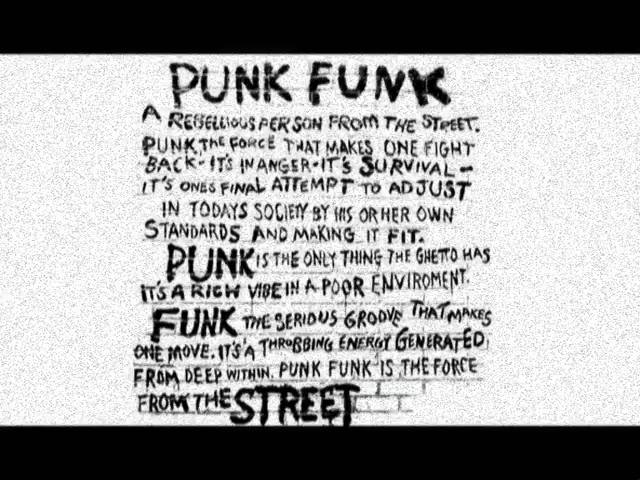 PUNK FUNK
A REBELLIOUS PERSON FROM THE STREET.
PUNK, THE FORCE THAT MAKES ONE FIGHT
BACK-IT'S IN ANGER-IT'S SURVIVAL-
IT'S ONES FINAL ATTEMPT TO ADJUST
IN TODAYS SOCIETY BY HIS OR HER OWN
STANDARDS AND MAKING IT FIT.
PUNK IS THE ONLY THING THE GHETTO HAS
IT'S A RICH VIBE IN A POOR ENVIROMENT.
FUNK THE SERIOUS GROOVE THAT MAKES
ONE MOVE. IT'S A THROBBING ENERGY GENERATED
FROM DEEP WITHIN. PUNK FUNK IS THE FORCE
FROM THE STREET